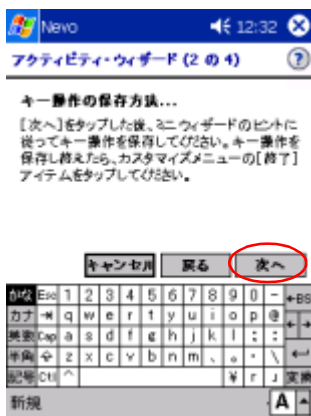 Nevo 12:32
アクティビティ・ウィザード (2 の 4)
キー操作の保存方法...
[次へ]をタップした後、ミニウィザードのヒントに
従ってキー操作を保存してください。キー操作を
保存し終えたら、カスタマイズメニューの[終了]
アイテムをタップしてください。
キャンセル 戻る 次へ
かな Esc 1 2 3 4 5 6 7 8 9 0 - ←BS
カナ q w e r t y u i o p @
英数 Cap a s d f g h j k l ; :
半角 z x c v b n m 、 。 ・ \
記号 Ctl ^ ¥ 「 」 変換
新規 A